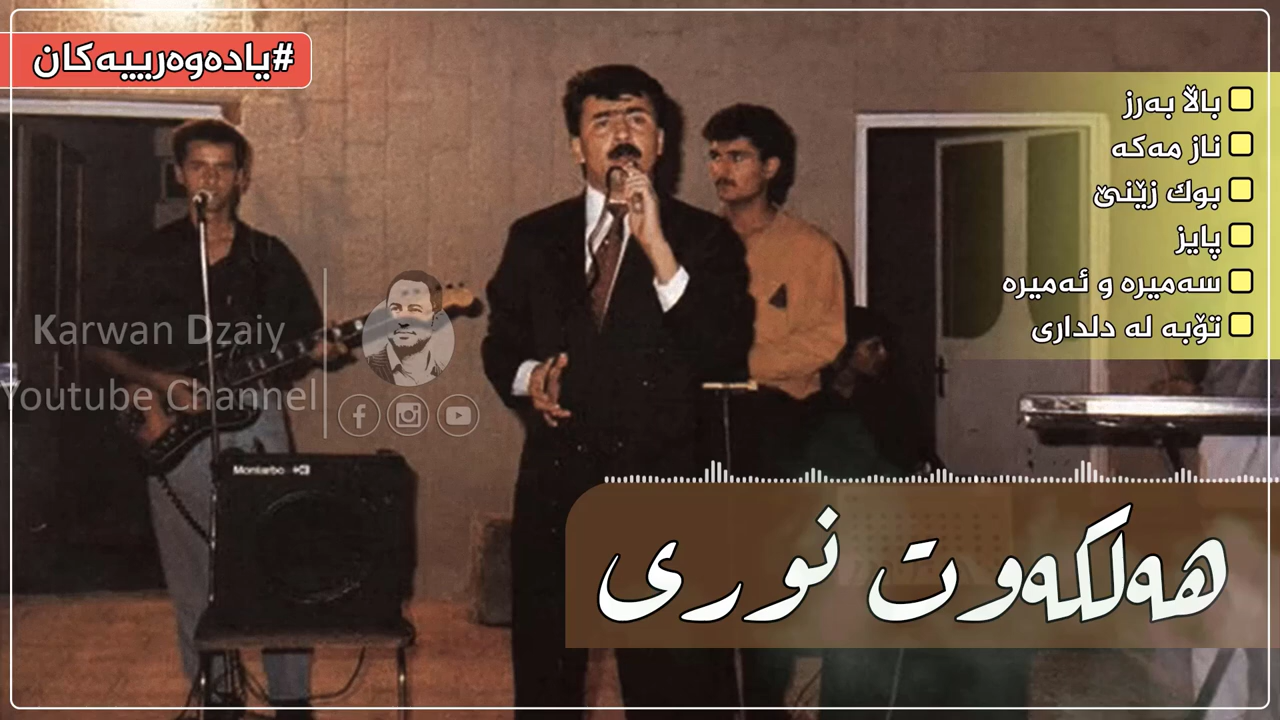 #یادەوەرییەکان
باڵا بەرز
ناز مەکە
بوك زێنێ
پایز
سەمیرە و ئەمیرە
تۆبە لە دلداری
Karwan Dzaiy
Youtube Channel
Montarbo
هەلکەوت نوری